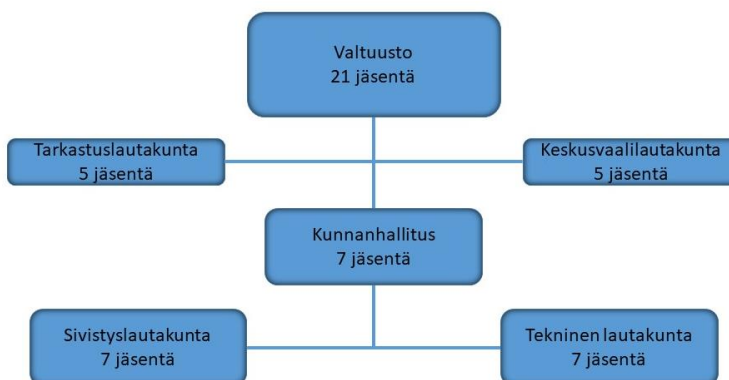 Valtuusto
21 jäsentä
Tarkastuslautakunta
5 jäsentä
Keskusvaalilautakunta
5 jäsentä
Kunnanhallitus
7 jäsentä
Sivistyslautakunta
7 jäsentä
Tekninen lautakunta
7 jäsentä